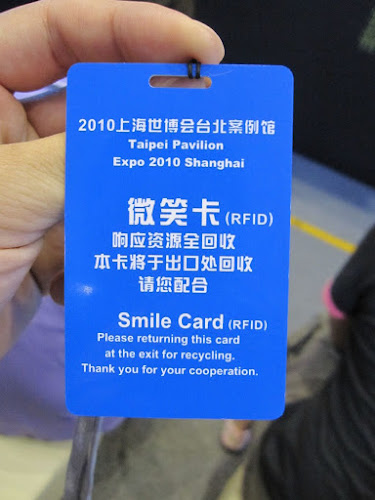 2010上海世博会台北案例馆
Taipei Pavilion
Expo 2010 Shanghai
微笑卡(RFID)
响应资源全回收
本卡將于出口处回收
请您配合
Smile Card(RFID)
Please returning this card
at the exit for recycling.
Thank you for your cooperation.